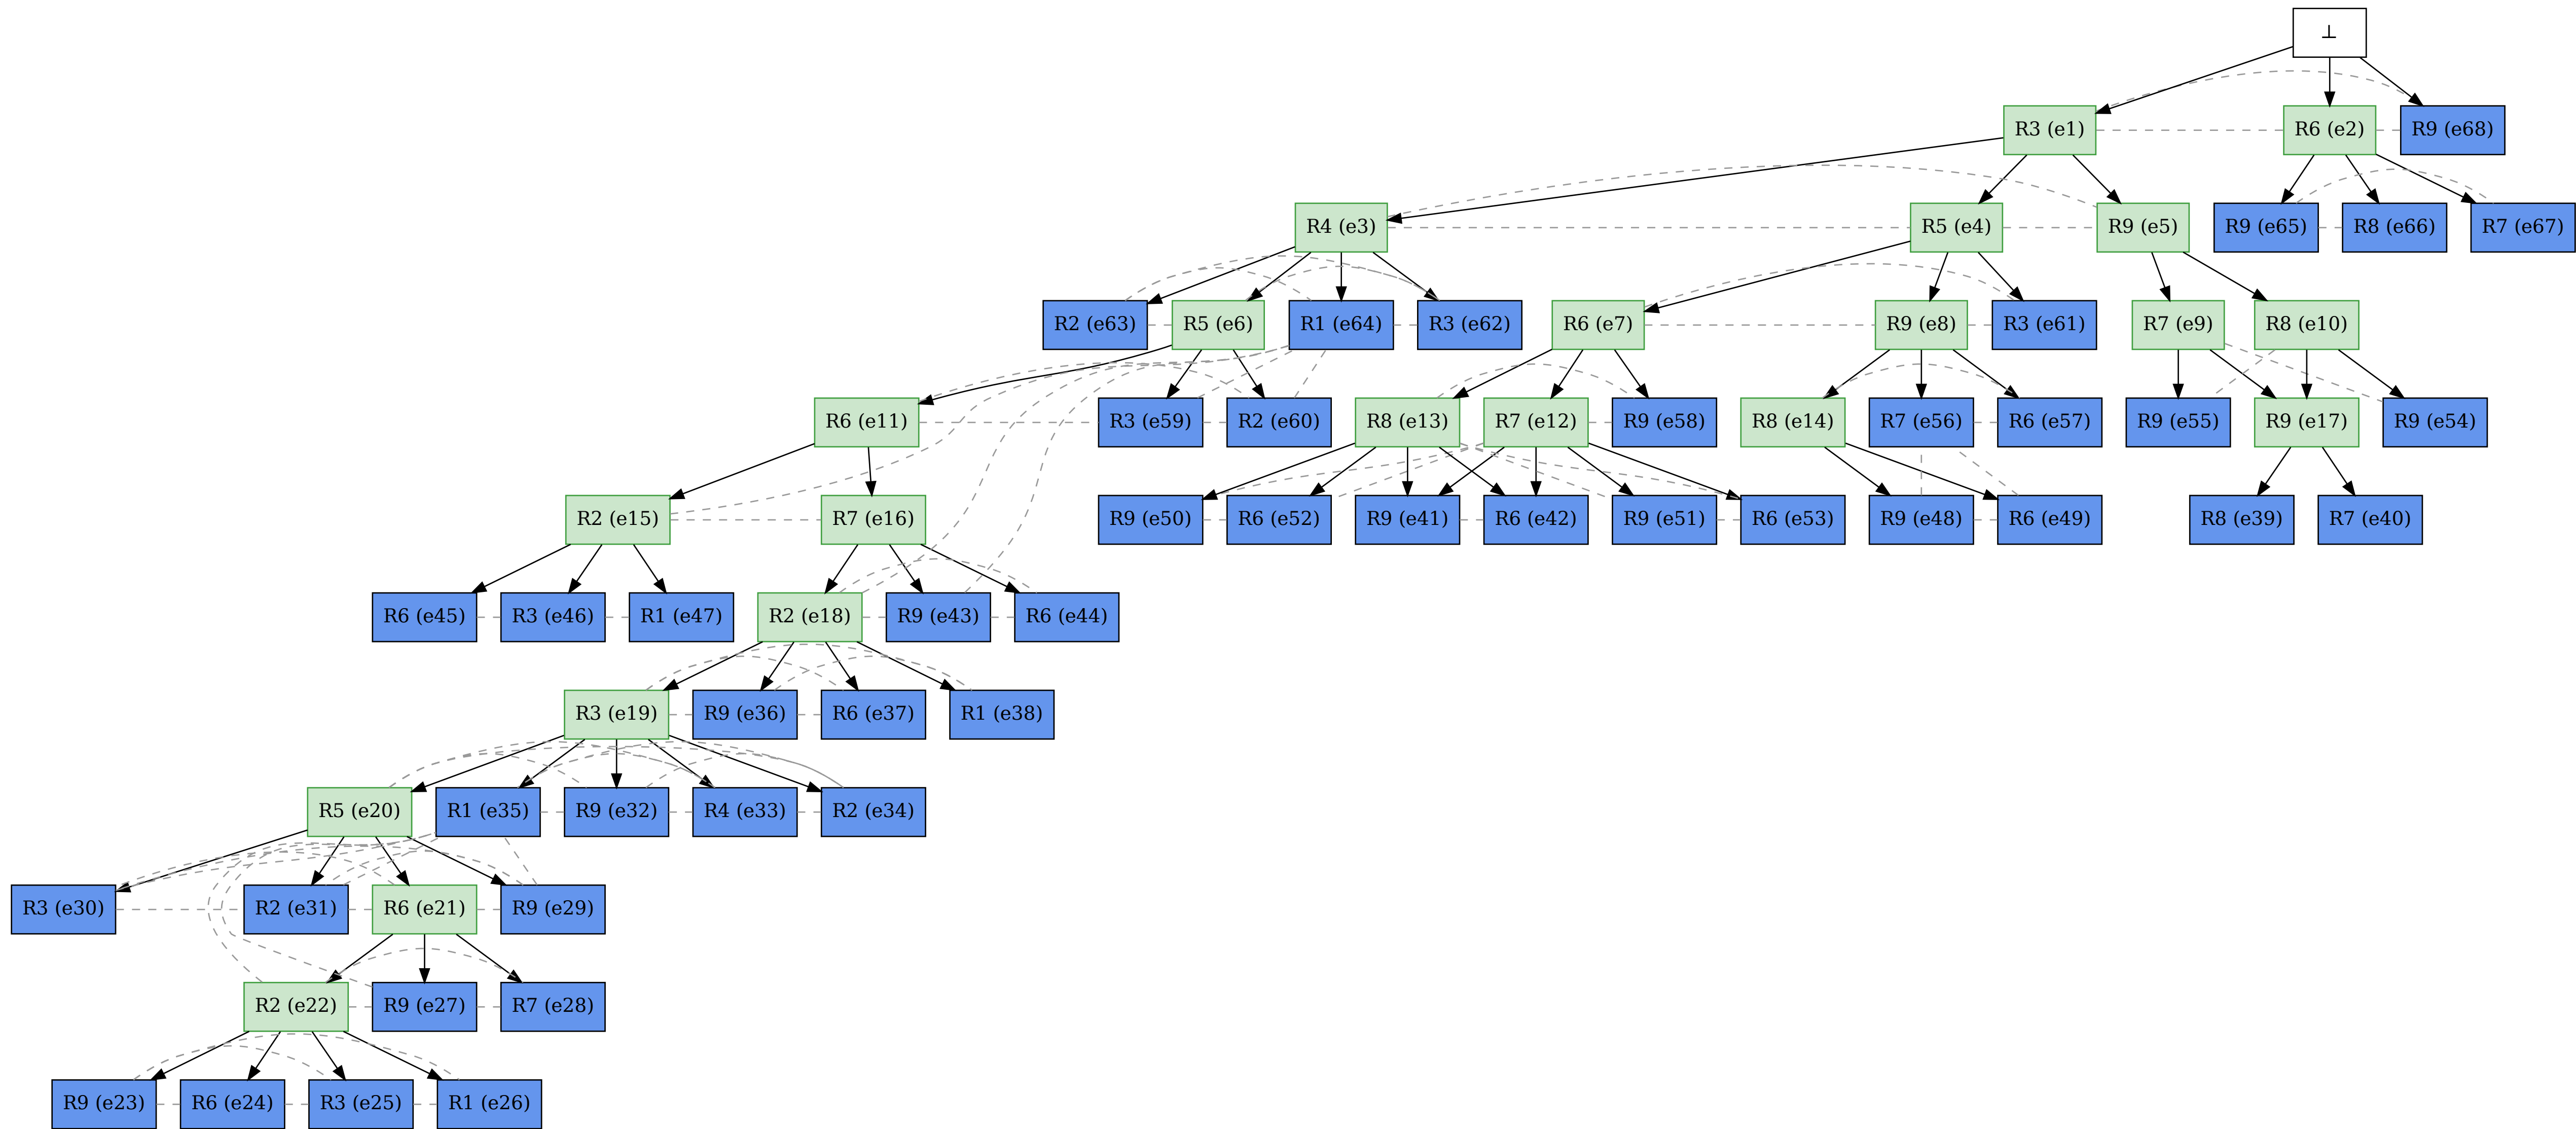 ⊥
R3 (e1)
R6 (e2)
R9 (e68)
R4 (e3)
R5 (e4)
R9 (e5)
R9 (e65)
R8 (e66)
R7 (e67)
R2 (e63)
R5 (e6)
R1 (e64)
R3 (e62)
R6 (e7)
R9 (e8)
R3 (e61)
R7 (e9)
R8 (e10)
R6 (e11)
R3 (e59)
R2 (e60)
R8 (e13)
R7 (e12)
R9 (e58)
R8 (e14)
R7 (e56)
R6 (e57)
R9 (e55)
R9 (e17)
R9 (e54)
R2 (e15)
R7 (e16)
R9 (e50)
R6 (e52)
R9 (e41)
R6 (e42)
R9 (e51)
R6 (e53)
R9 (e48)
R6 (e49)
R8 (e39)
R7 (e40)
R6 (e45)
R3 (e46)
R1 (e47)
R2 (e18)
R9 (e43)
R6 (e44)
R3 (e19)
R9 (e36)
R6 (e37)
R1 (e38)
R5 (e20)
R1 (e35)
R9 (e32)
R4 (e33)
R2 (e34)
R3 (e30)
R2 (e31)
R6 (e21)
R9 (e29)
R2 (e22)
R9 (e27)
R7 (e28)
R9 (e23)
R6 (e24)
R3 (e25)
R1 (e26)